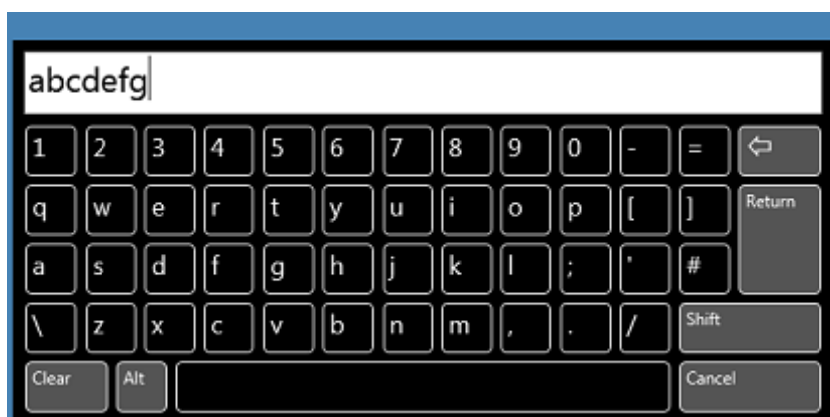 abcdefg
1 2 3 4 5 6 7 8 9 0 - = ⇦
q w e r t y u i o p [ ] Return
a s d f g h j k l ; ' #
\ z x c v b n m , . / Shift
Clear Alt Cancel